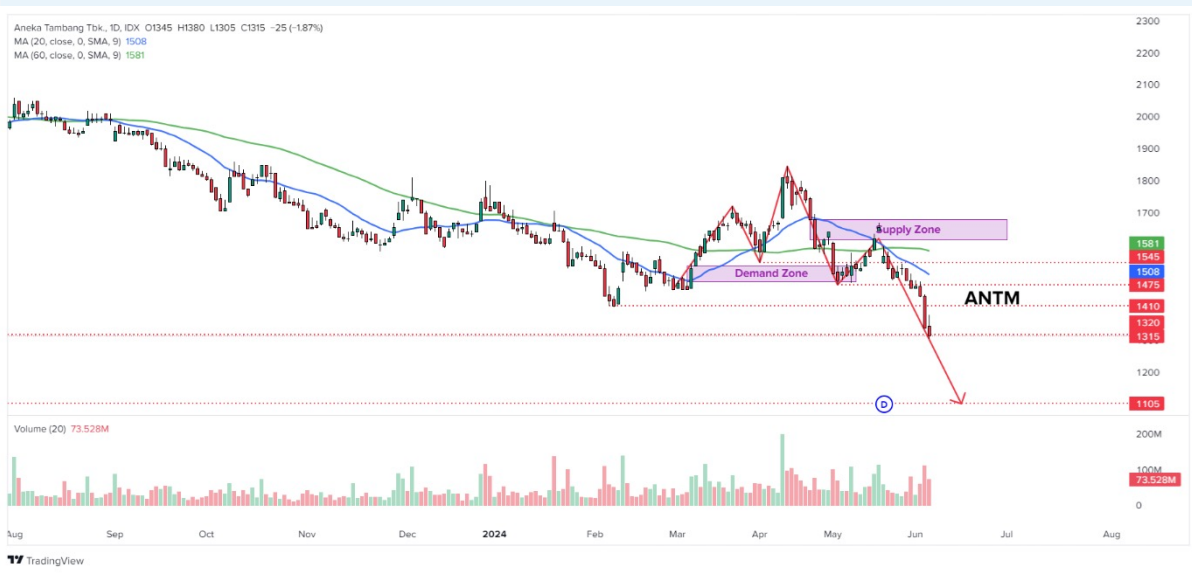 Aneka Tambang Tbk., 1D, IDX O1345 H1380 L1305 C1315 −25 (−1.87%)
MA (20, close, 0, SMA, 9) 1508
MA (60, close, 0, SMA, 9) 1581
2300
2200
2100
2000
1900
1800
1700
Supply Zone
1581
1545
Demand Zone
1508
1475
ANTM
1410
1320
1315
1200
1105
D
Volume (20) 73.528M
200M
100M
73.528M
0
Aug Sep Oct Nov Dec 2024 Feb Mar Apr May Jun Jul Aug
TradingView